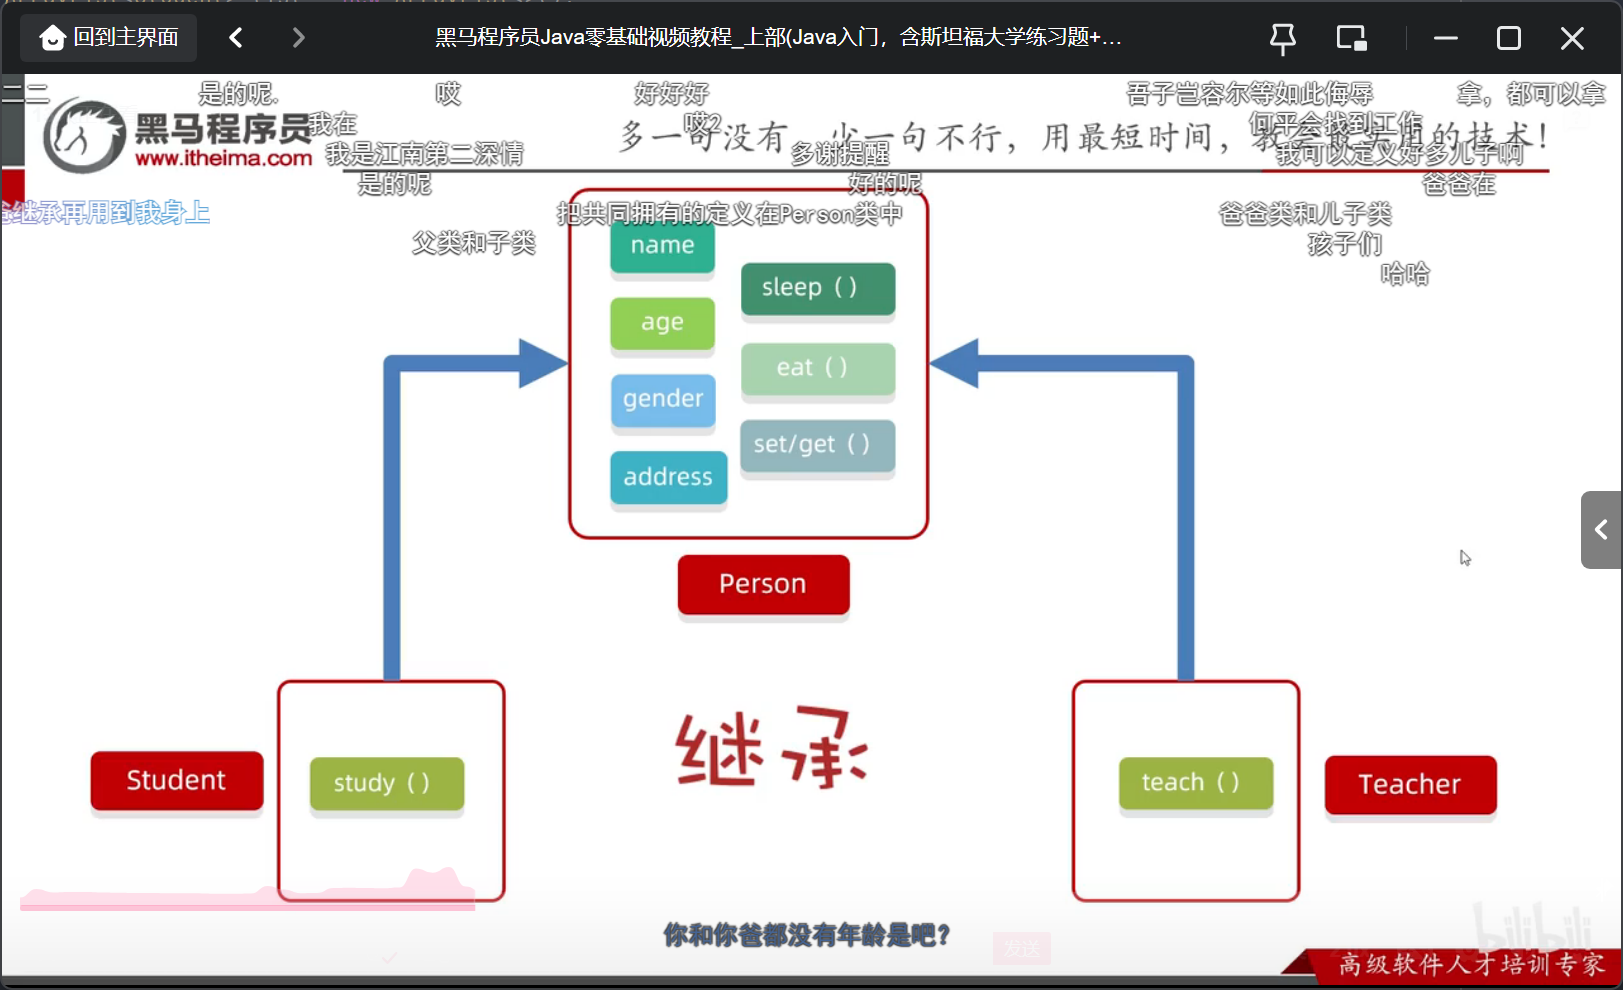 回到主界面
黑马程序员Java零基础视频教程_上部(Java入门，含斯坦福大学练习题+...
二二
是的呢.
哎
好好好
吾子岂容尔等如此侮辱
拿，都可以拿
黑马程序员
www.itheima.com
我在
哎2
何平会找到工作
多一句没有，少一句不行，用最短时间，教会最实用的技术！
我是江南第二深情
多谢提醒
我可以定义好多儿子啊
是的呢
好的呢
爸爸在
爸继承再用到我身上
把共同拥有的定义在Person类中
爸爸类和儿子类
父类和子类
孩子们
哈哈
name
sleep ( )
age
eat ( )
gender
set/get ( )
address
Person
继承
Student
study ( )
teach ( )
Teacher
你和你爸都没有年龄是吧？
发送
bilibili
高级软件人才培训专家